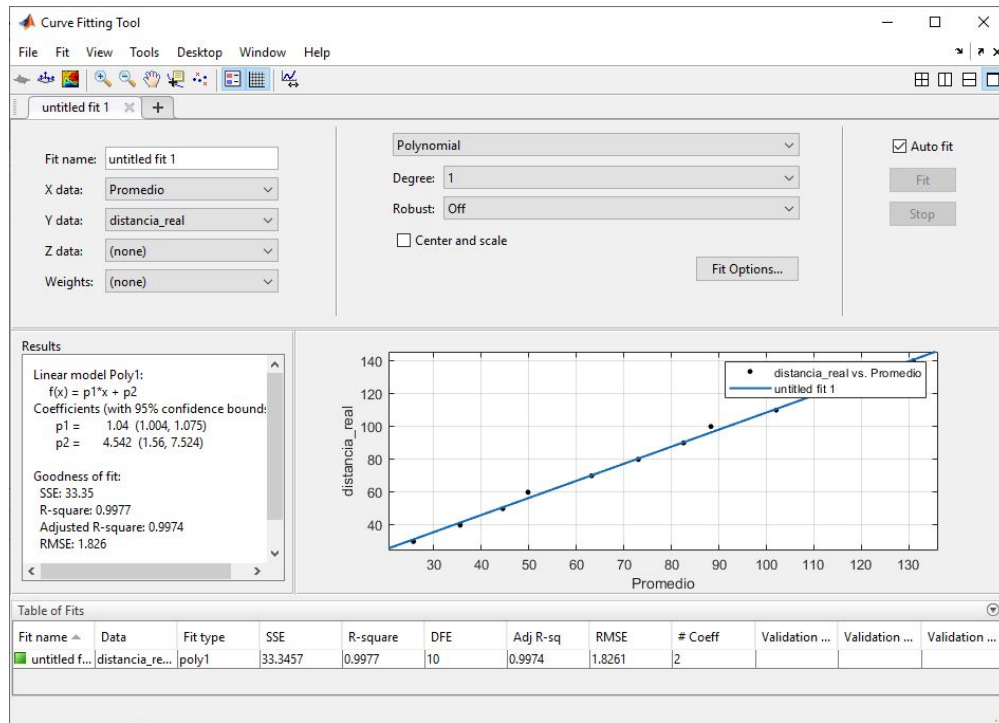 Curve Fitting Tool
File Fit View Tools Desktop Window Help
untitled fit 1
Fit name: untitled fit 1
X data: Promedio
Y data: distancia_real
Z data: (none)
Weights: (none)
Polynomial
Degree: 1
Robust: Off
Center and scale
Fit Options...
Auto fit
Fit
Stop
Results
Linear model Poly1:
f(x) = p1*x + p2
Coefficients (with 95% confidence bounds
p1 = 1.04 (1.004, 1.075)
p2 = 4.542 (1.56, 7.524)
Goodness of fit:
SSE: 33.35
R-square: 0.9977
Adjusted R-square: 0.9974
RMSE: 1.826
distancia_real
140
120
100
80
60
40
distancia_real vs. Promedio
untitled fit 1
30 40 50 60 70 80 90 100 110 120 130
Promedio
Table of Fits
Fit name Data Fit type SSE R-square DFE Adj R-sq RMSE # Coeff Validation ... Validation ... Validation ...
untitled f... distancia_re... poly1 33.3457 0.9977 10 0.9974 1.8261 2